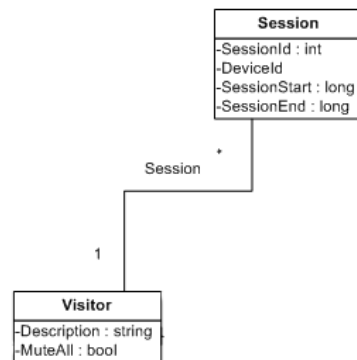 Session
-SessionId : int
-DeviceId
-SessionStart : long
-SessionEnd : long
*
Session
1
Visitor
-Description : string
-MuteAll : bool